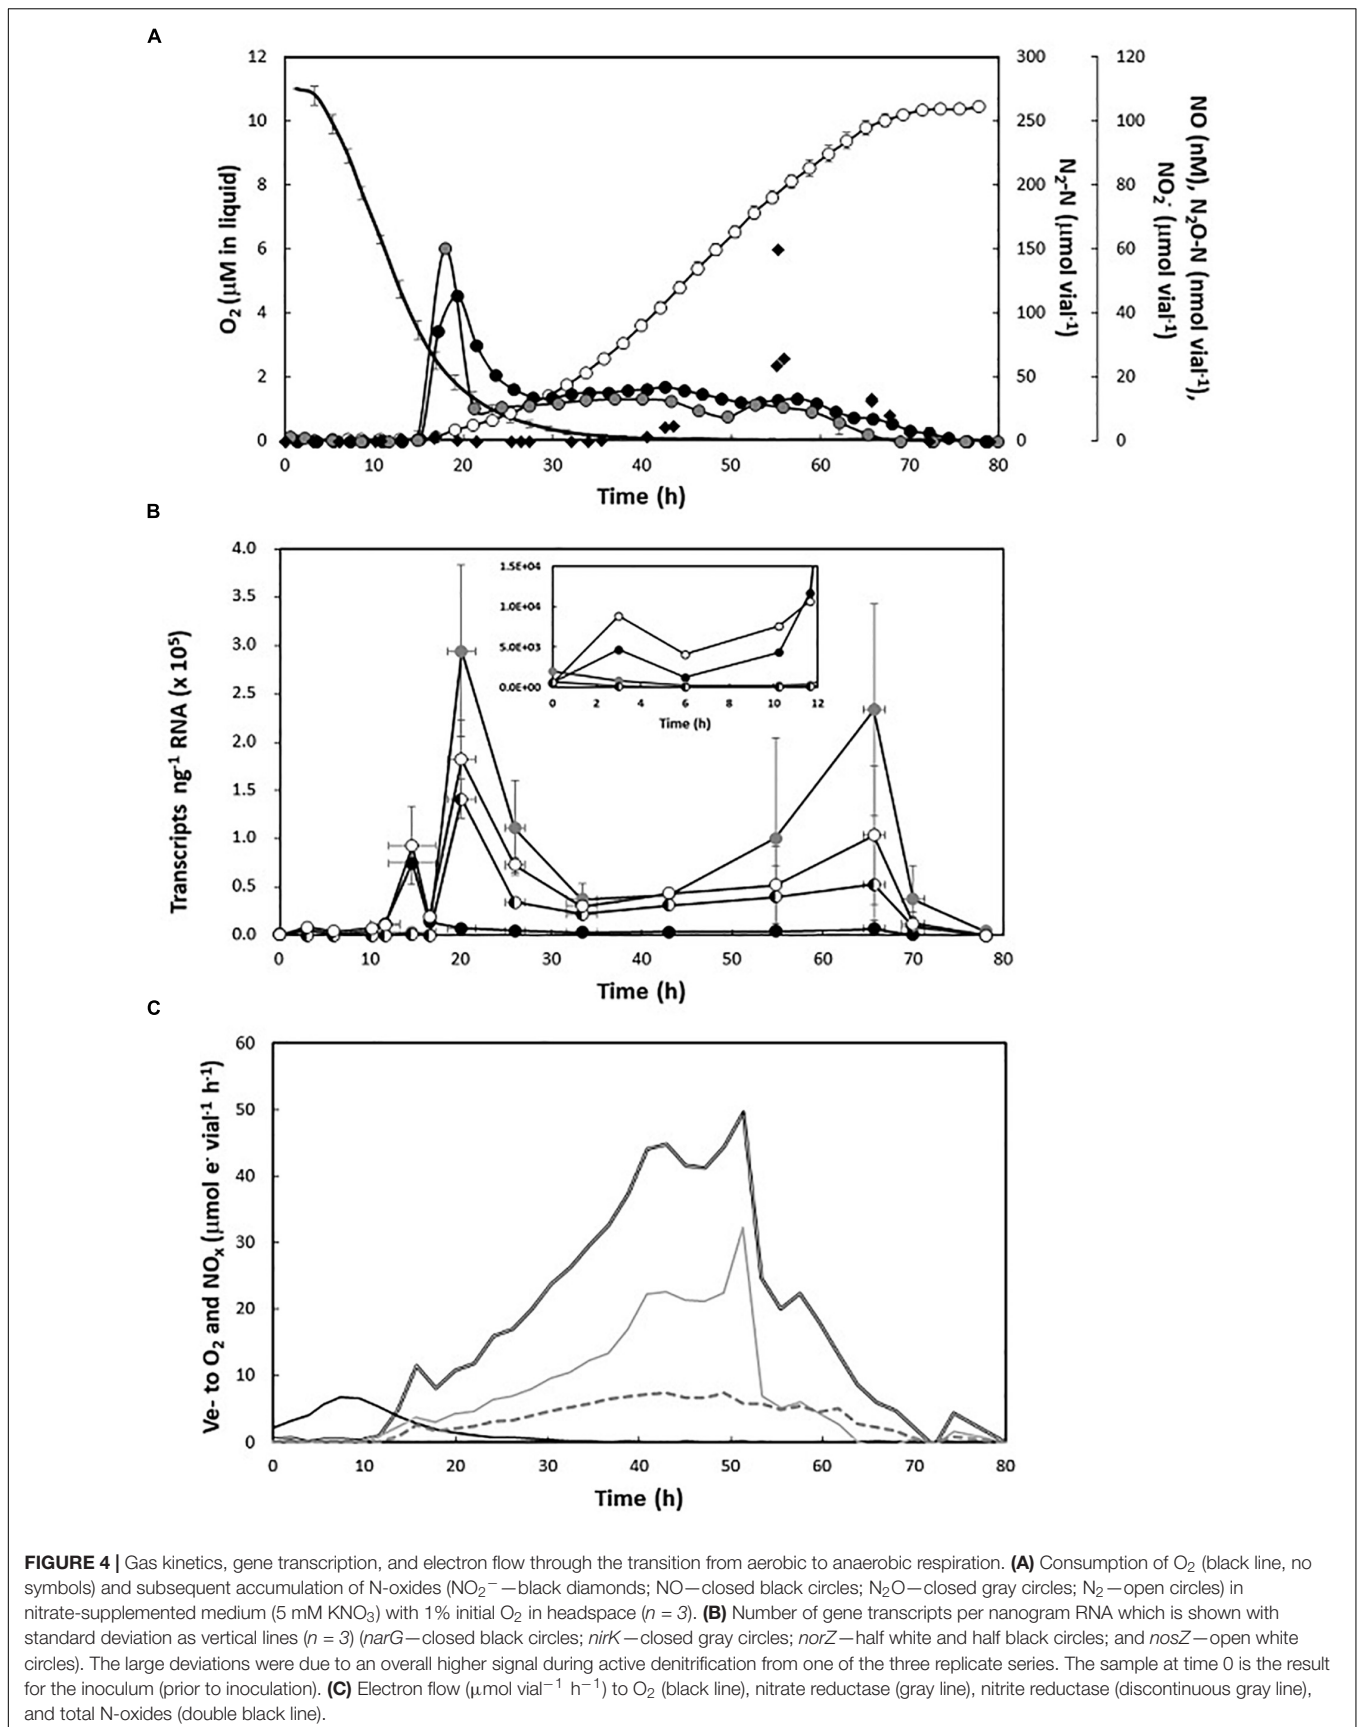 A
12
10
8
6
4
2
0
O2 (µM in liquid)
0 10 20 30 40 50 60 70 80
Time (h)
300
250
200
150
100
50
0
N2-N (µmol vial-1)
120
100
80
60
40
20
0
NO (nM), N2O-N (nmol vial-1),
NO2- (µmol vial-1)
B
4.0
3.5
3.0
2.5
2.0
1.5
1.0
0.5
0.0
Transcripts ng-1 RNA (x 10^5)
1.5E+04
1.0E+04
5.0E+03
0.0E+00
0 2 4 6 8 10 12
Time (h)
0 10 20 30 40 50 60 70 80
Time (h)
C
60
50
40
30
20
10
0
Ve- to O2 and NOx (µmol e- vial-1 h-1)
0 10 20 30 40 50 60 70 80
Time (h)
FIGURE 4 | Gas kinetics, gene transcription, and electron flow through the transition from aerobic to anaerobic respiration. (A) Consumption of O2 (black line, no
symbols) and subsequent accumulation of N-oxides (NO2−—black diamonds; NO—closed black circles; N2O—closed gray circles; N2—open circles) in
nitrate-supplemented medium (5 mM KNO3) with 1% initial O2 in headspace (n = 3). (B) Number of gene transcripts per nanogram RNA which is shown with
standard deviation as vertical lines (n = 3) (narG—closed black circles; nirK—closed gray circles; norZ—half white and half black circles; and nosZ—open white
circles). The large deviations were due to an overall higher signal during active denitrification from one of the three replicate series. The sample at time 0 is the result
for the inoculum (prior to inoculation). (C) Electron flow (µmol vial−1 h−1) to O2 (black line), nitrate reductase (gray line), nitrite reductase (discontinuous gray line),
and total N-oxides (double black line).